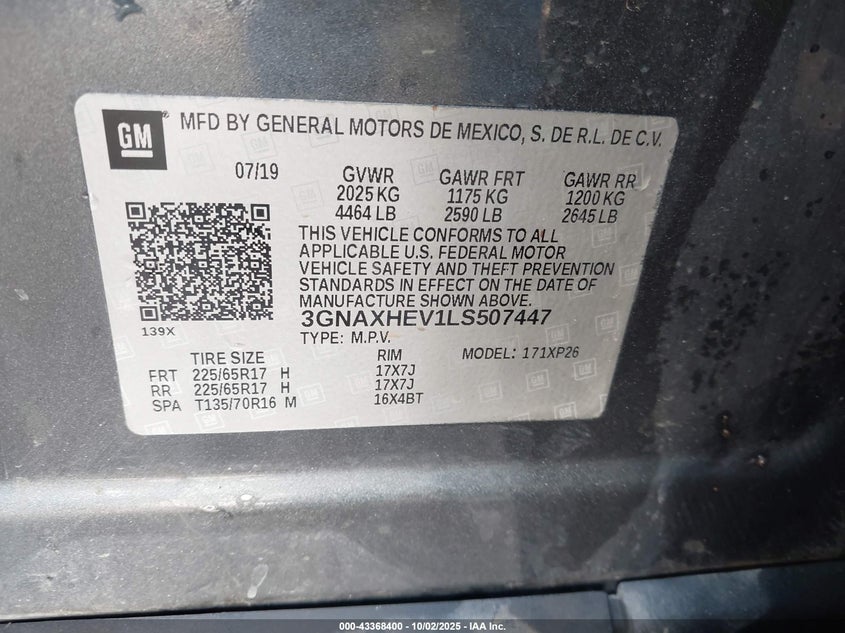 GM
MFD BY GENERAL MOTORS DE MEXICO, S. DE R.L. DE C.V.
07/19 GVWR GAWR FRT GAWR RR
2025 KG 1175 KG 1200 KG
4464 LB 2590 LB 2645 LB
THIS VEHICLE CONFORMS TO ALL
APPLICABLE U.S. FEDERAL MOTOR
VEHICLE SAFETY AND THEFT PREVENTION
STANDARDS IN EFFECT ON THE DATE OF
MANUFACTURE SHOWN ABOVE.
3GNAXHEV1LS507447
139X
TYPE: M.P.V. MODEL: 171XP26
TIRE SIZE RIM
FRT 225/65R17 H 17X7J
RR 225/65R17 H 17X7J
SPA T135/70R16 M 16X4BT
000-43368400 - 10/02/2025 - IAA Inc.